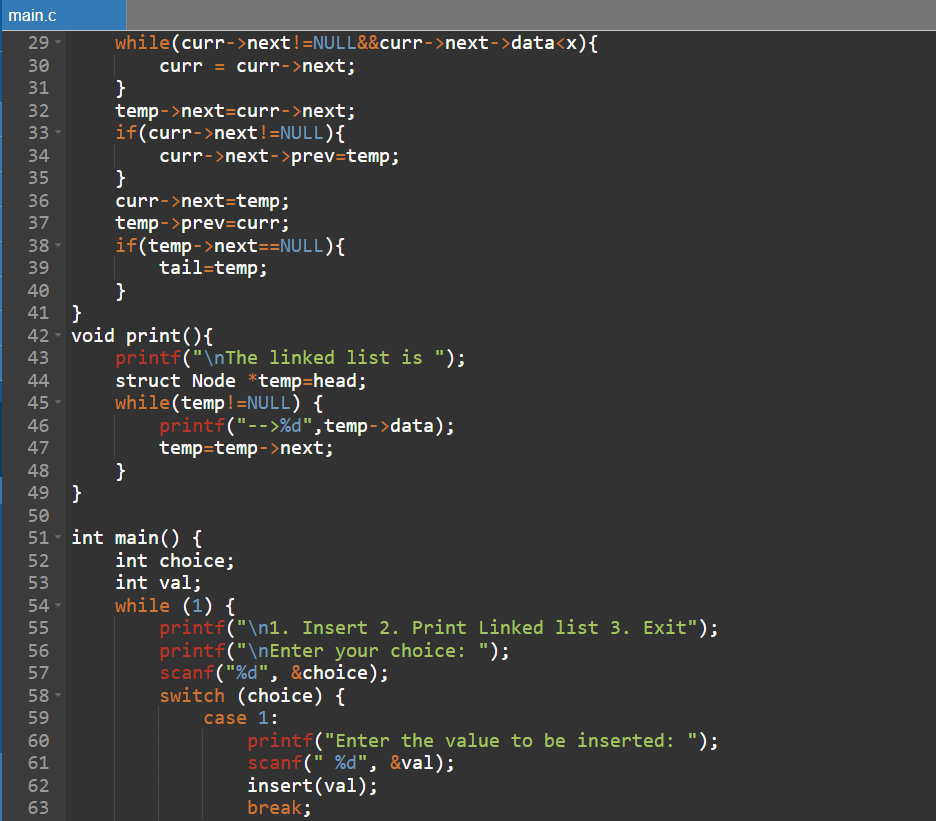 main.c
29 while(curr->next!=NULL&&curr->next->data<x){
30 curr = curr->next;
31 }
32 temp->next=curr->next;
33 if(curr->next!=NULL){
34 curr->next->prev=temp;
35 }
36 curr->next=temp;
37 temp->prev=curr;
38 if(temp->next==NULL){
39 tail=temp;
40 }
41 }
42 void print(){
43 printf("\nThe linked list is ");
44 struct Node *temp=head;
45 while(temp!=NULL) {
46 printf("-->%d",temp->data);
47 temp=temp->next;
48 }
49 }
50
51 int main() {
52 int choice;
53 int val;
54 while (1) {
55 printf("\n1. Insert 2. Print Linked list 3. Exit");
56 printf("\nEnter your choice: ");
57 scanf("%d", &choice);
58 switch (choice) {
59 case 1:
60 printf("Enter the value to be inserted: ");
61 scanf(" %d", &val);
62 insert(val);
63 break;